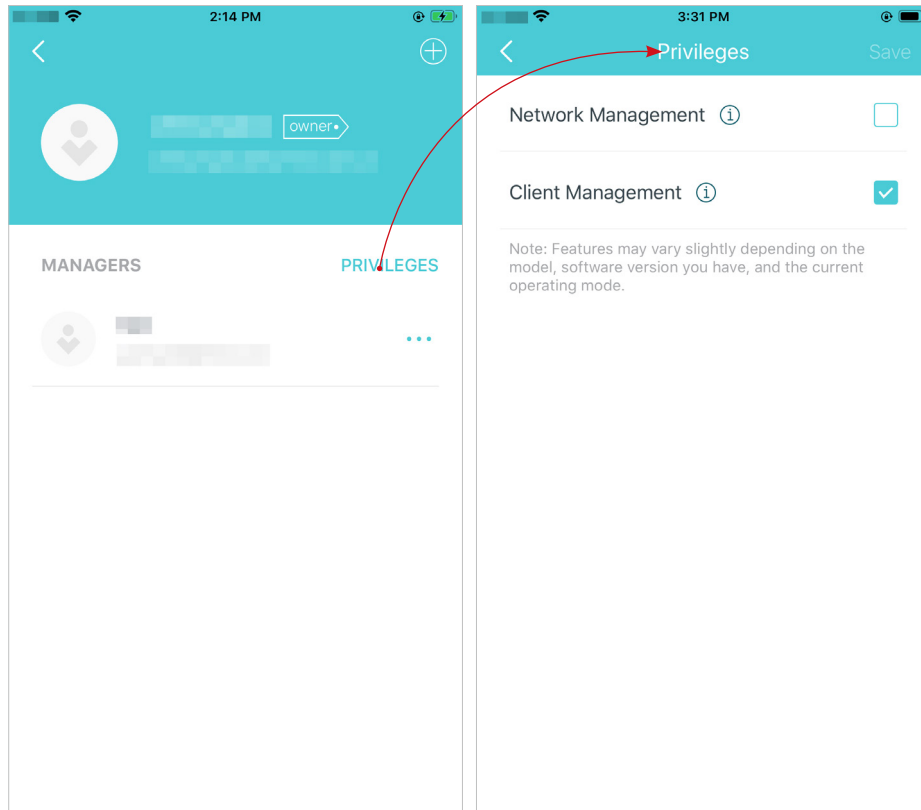 2:14 PM
owner
MANAGERS
PRIVILEGES
3:31 PM
Privileges
Save
Network Management
Client Management
Note: Features may vary slightly depending on the
model, software version you have, and the current
operating mode.